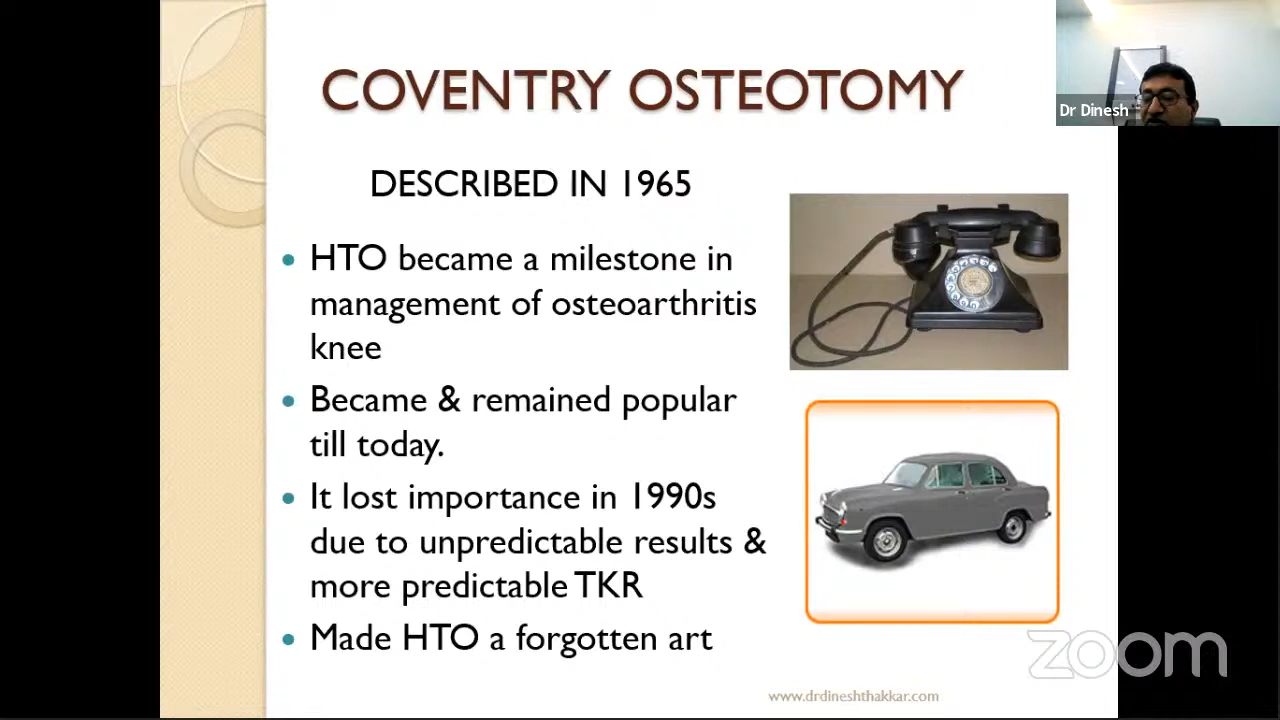 COVENTRY OSTEOTOMY
Dr Dinesh
DESCRIBED IN 1965
• HTO became a milestone in
management of osteoarthritis
knee
• Became & remained popular
till today.
• It lost importance in 1990s
due to unpredictable results &
more predictable TKR
• Made HTO a forgotten art
zoom
www.drdineshthakkar.com